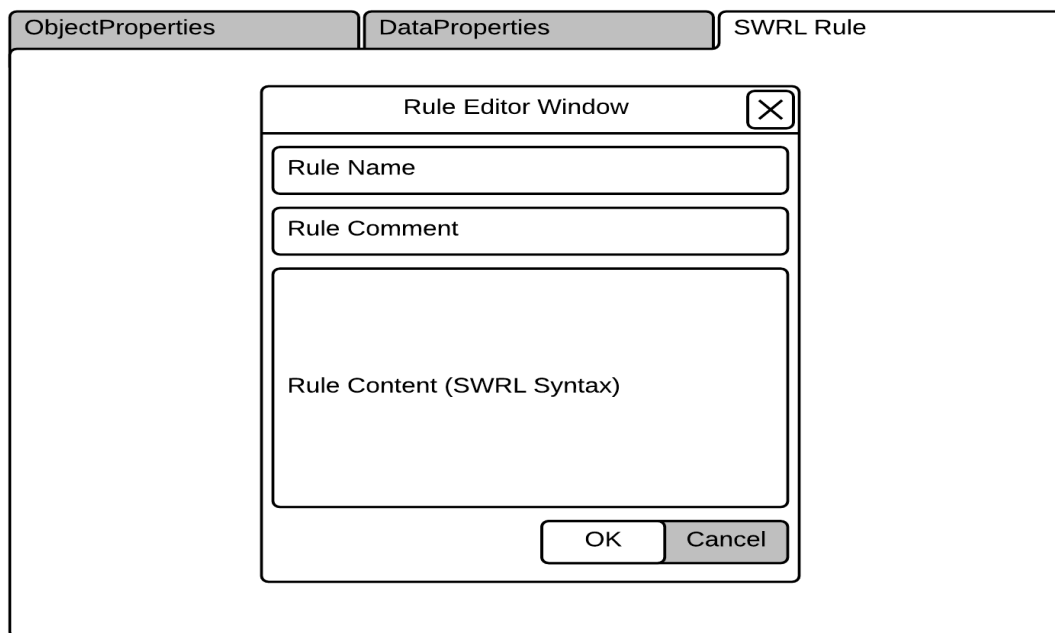 ObjectProperties
DataProperties
SWRL Rule
Rule Editor Window
Rule Name
Rule Comment
Rule Content (SWRL Syntax)
OK
Cancel